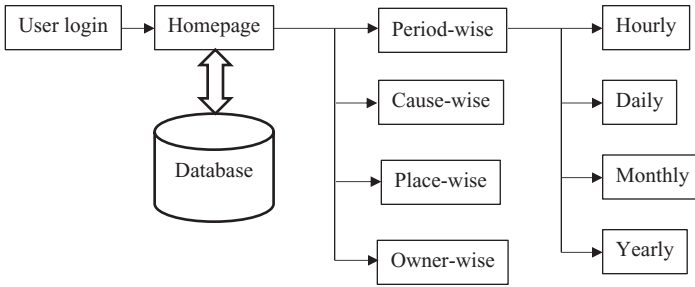 User login
Homepage
Period-wise
Hourly
Cause-wise
Daily
Database
Place-wise
Monthly
Owner-wise
Yearly